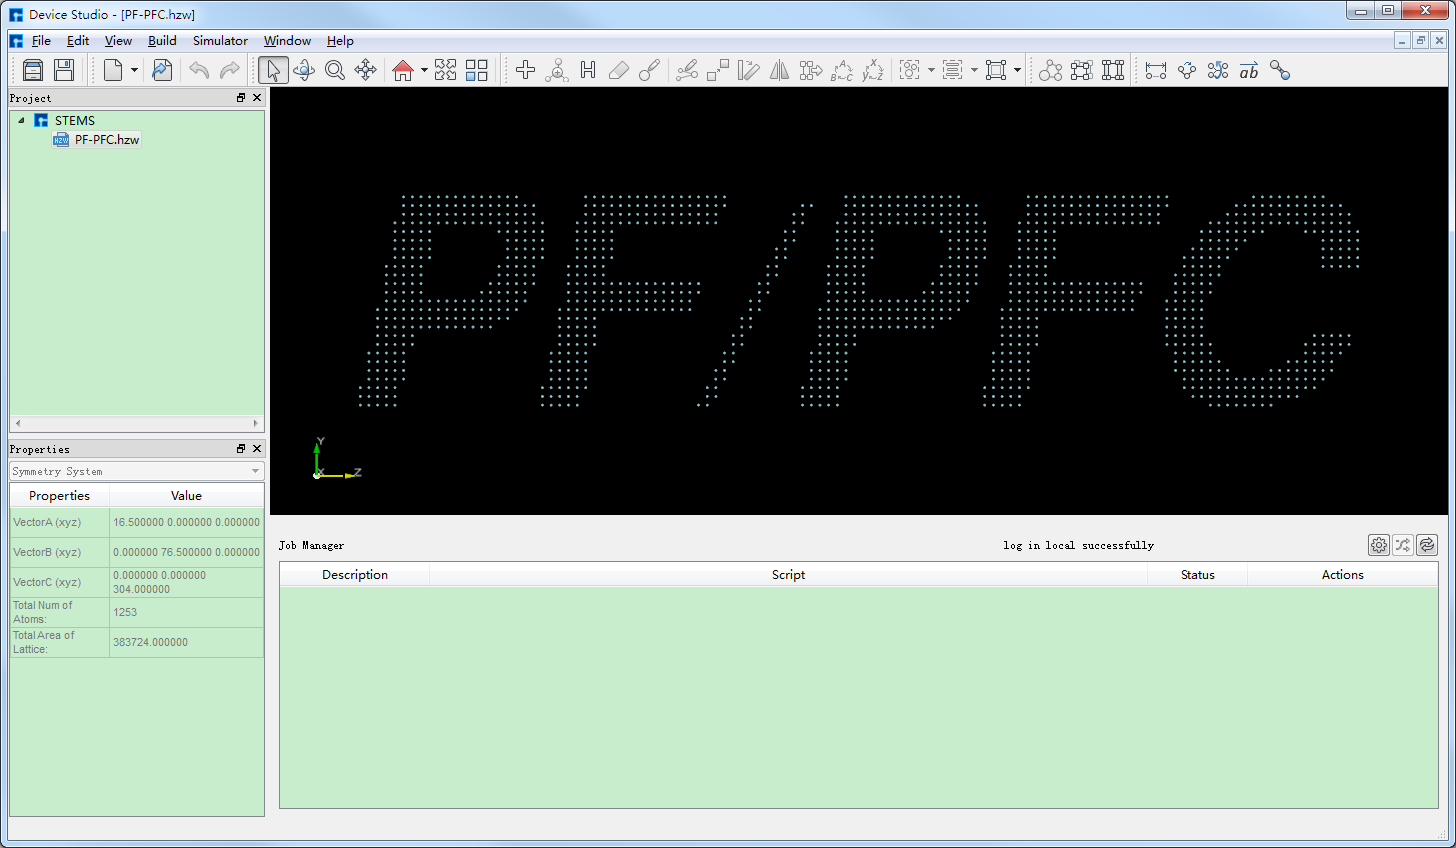 Device Studio - [PF-PFC.hzw]
File Edit View Build Simulator Window Help
H A B C X Y Z ab
Project
STEMS
HZW PF-PFC.hzw
PF/PFC
Y
X Z
Properties
Symmetry System
Properties Value
VectorA (xyz) 16.500000 0.000000 0.000000
VectorB (xyz) 0.000000 76.500000 0.000000
VectorC (xyz) 0.000000 0.000000
304.000000
Total Num of
Atoms: 1253
Total Area of
Lattice: 383724.000000
Job Manager log in local successfully
Description Script Status Actions